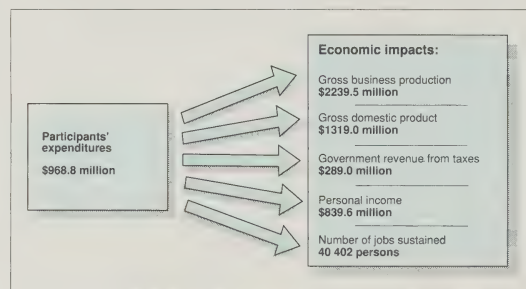 Participants'
expenditures
$968.8 million
Economic impacts:
Gross business production
$2239.5 million
Gross domestic product
$1319.0 million
Government revenue from taxes
$289.0 million
Personal income
$839.6 million
Number of jobs sustained
40 402 persons